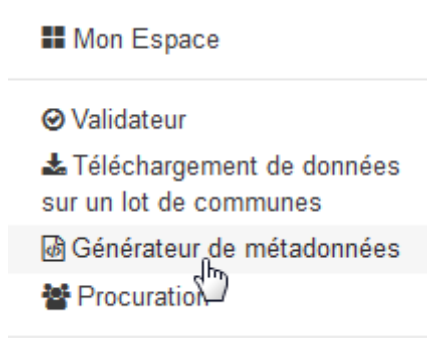 Mon Espace
Validateur
Téléchargement de données
sur un lot de communes
Générateur de métadonnées
Procuration